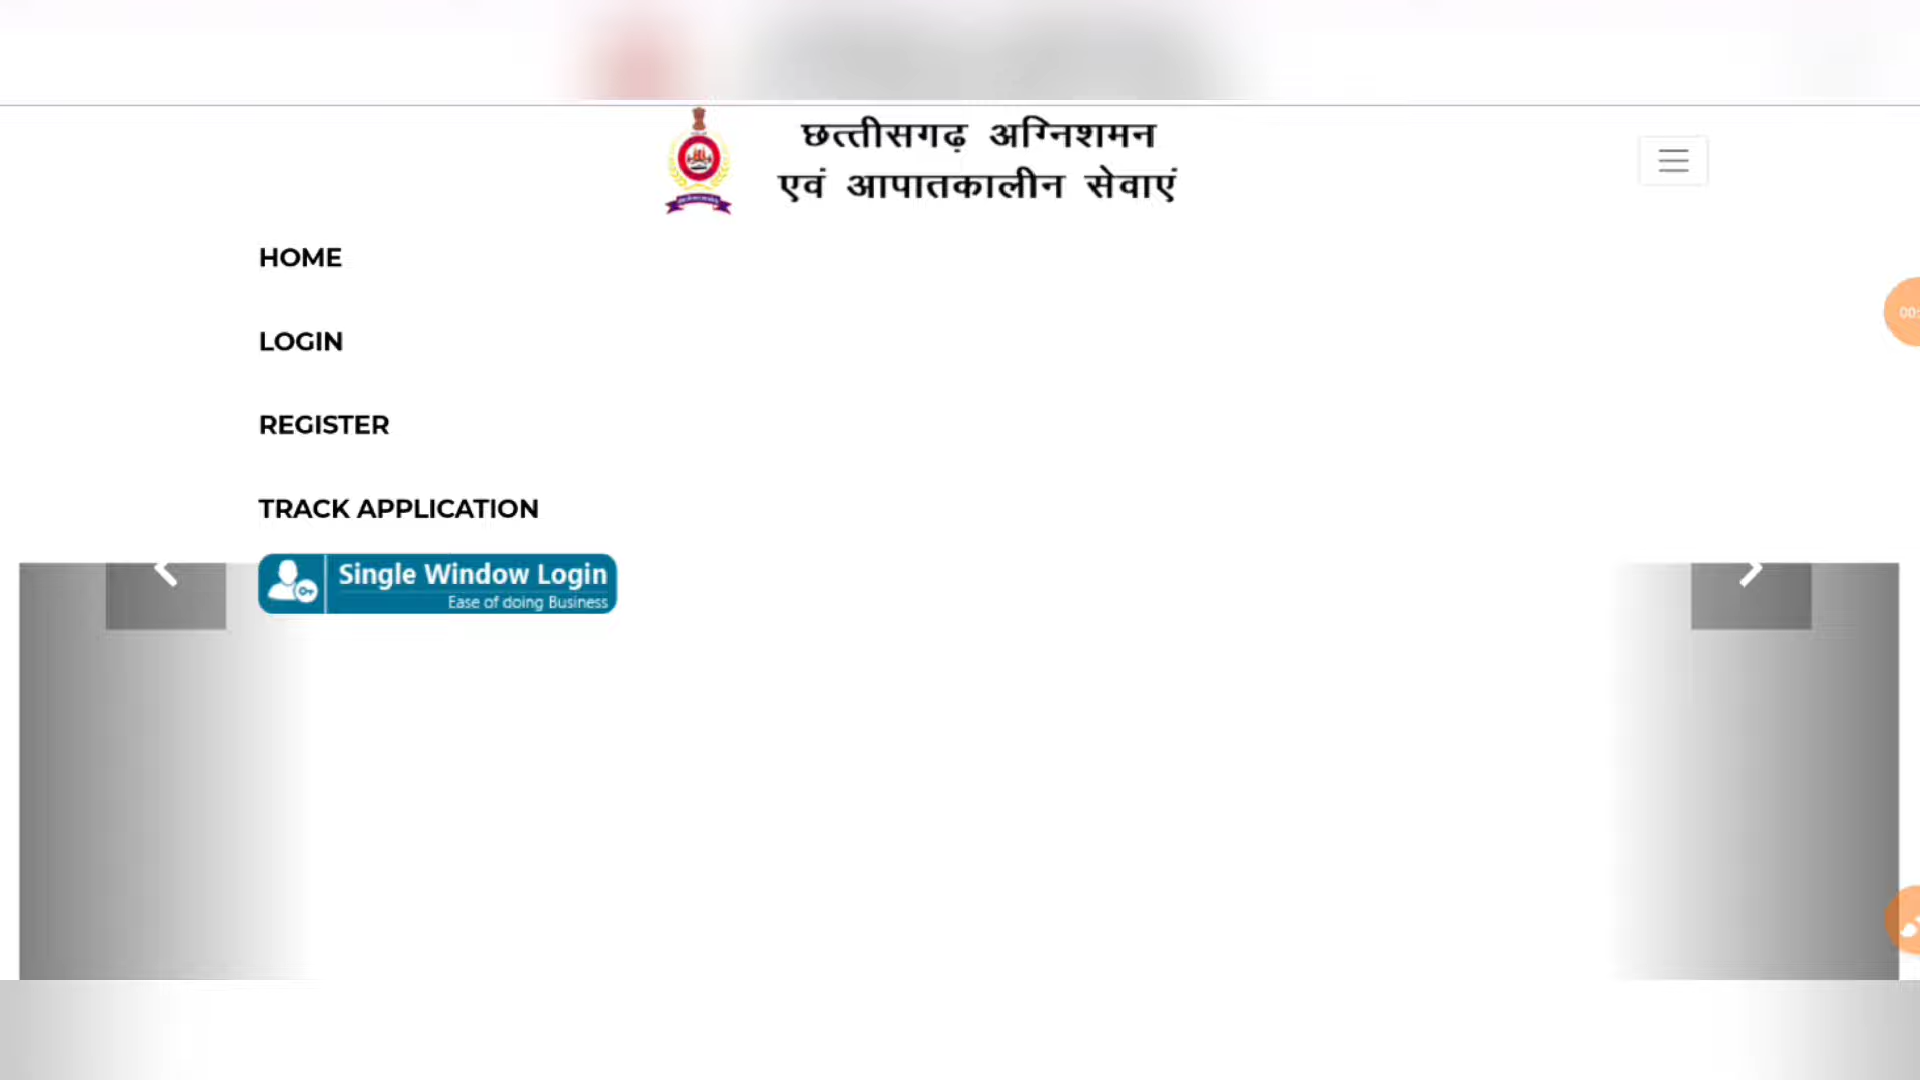 छत्तीसगढ़ अग्निशमन
एवं आपातकालीन सेवाएं
HOME
LOGIN
REGISTER
TRACK APPLICATION
Single Window Login
Ease of doing Business